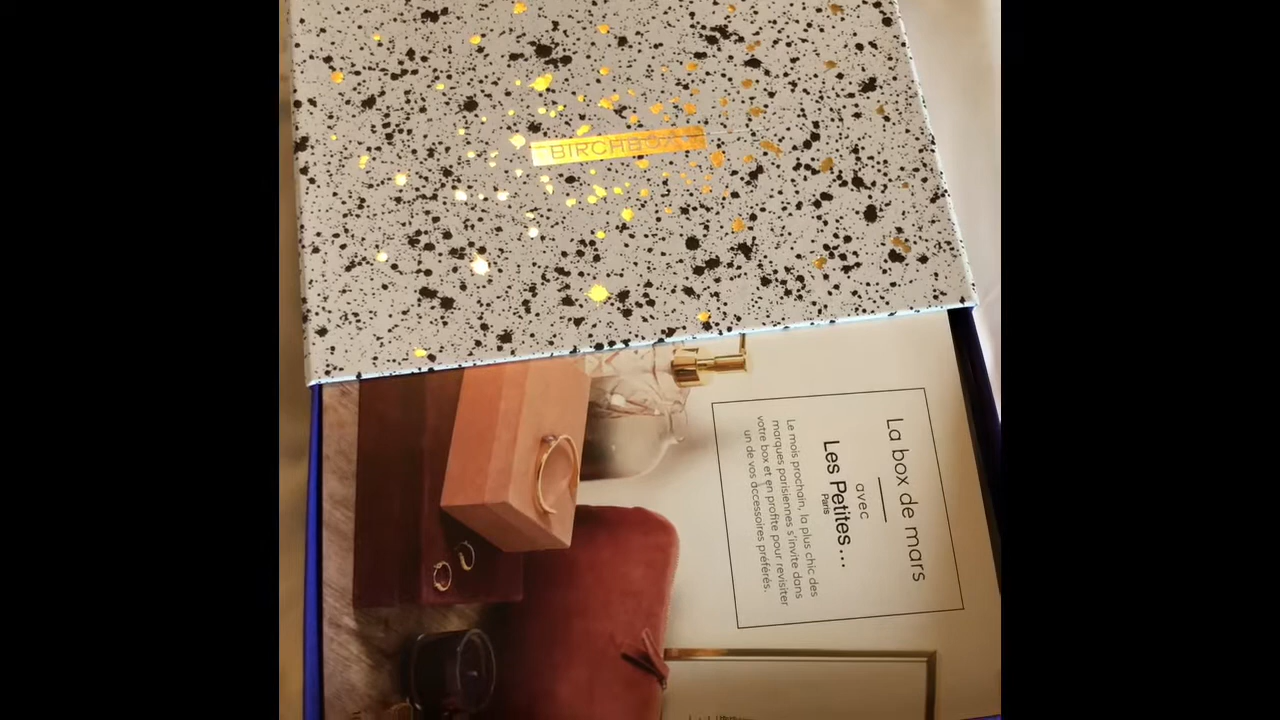 BIRCHBOX
La box de mars
avec
Les Petites...
Paris
Le mois prochain, la plus chic des
marques parisiennes s'invite dans
votre box et en profite pour revisiter
un de vos accessoires préférés.